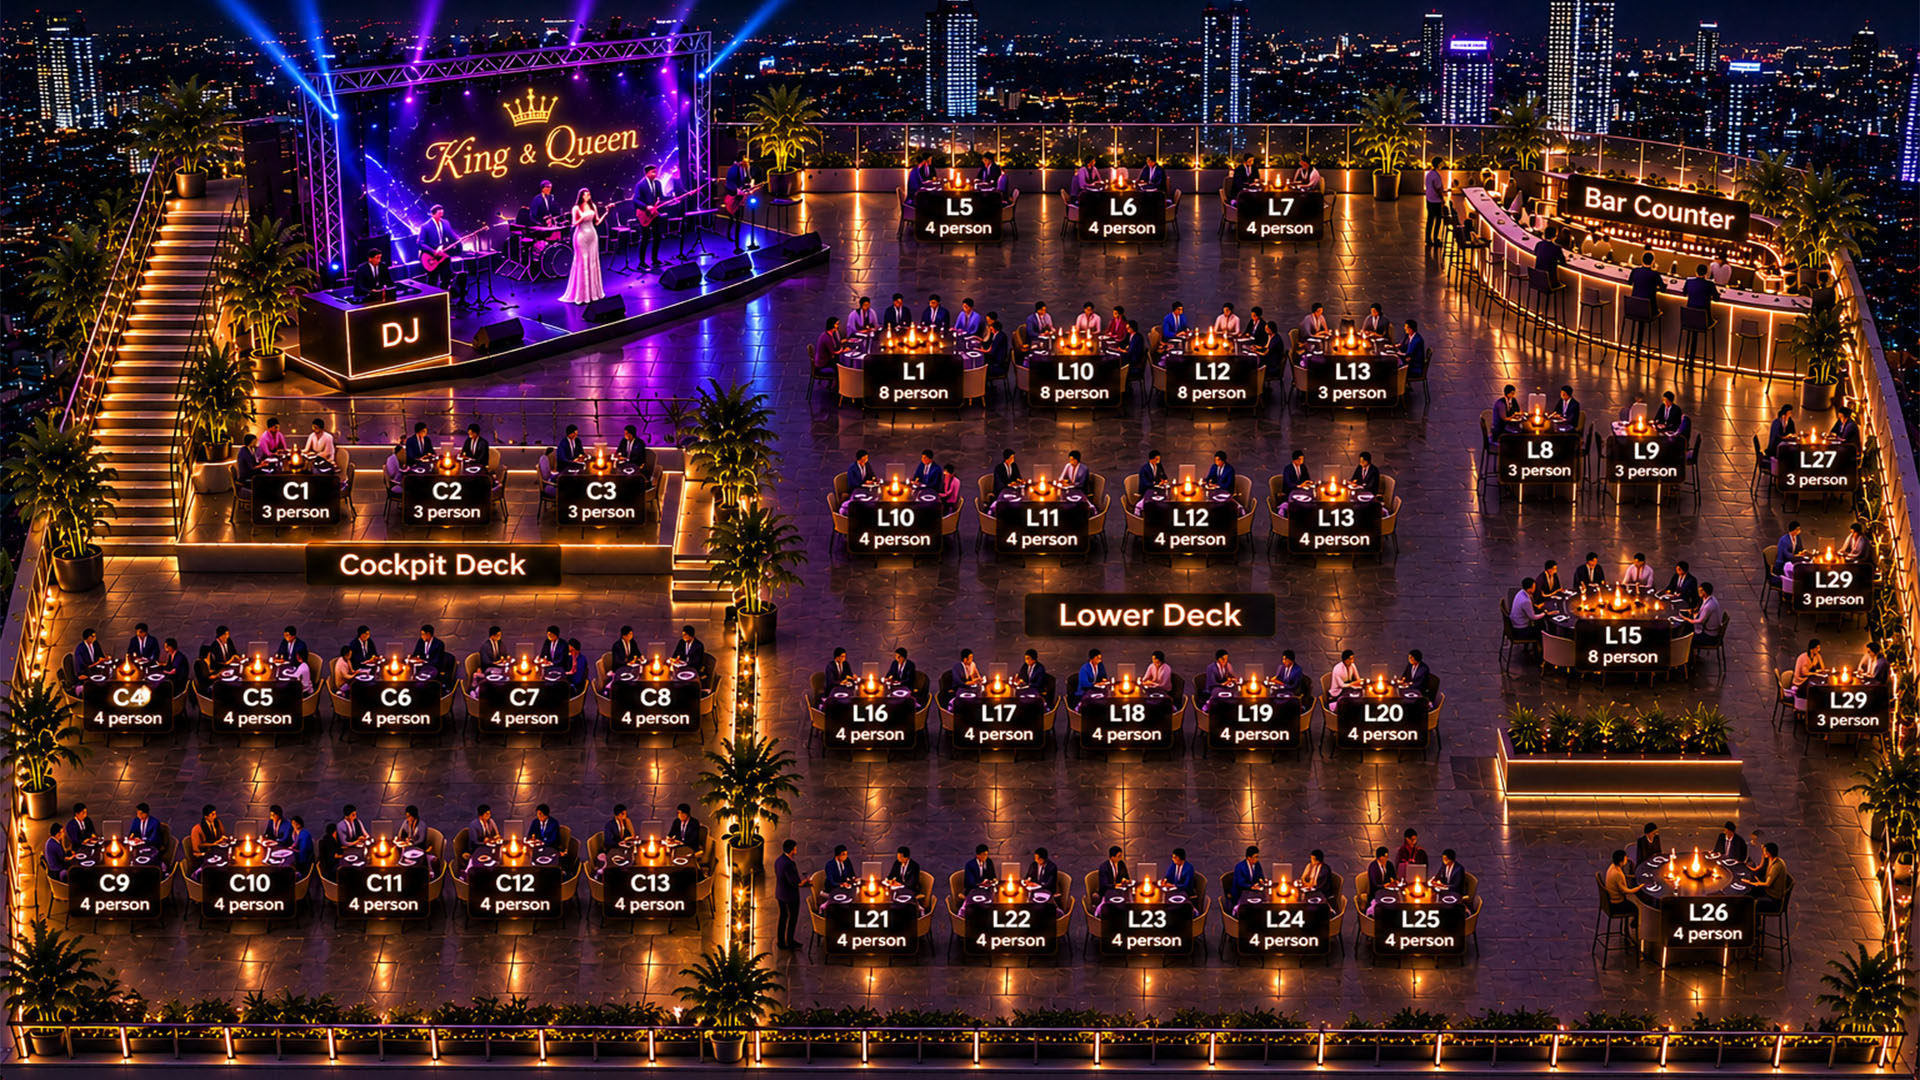 King & Queen
DJ
Bar Counter
L5
4 person
L6
4 person
L7
4 person
L1
8 person
L10
8 person
L12
8 person
L13
3 person
L8
3 person
L9
3 person
L27
3 person
C1
3 person
C2
3 person
C3
3 person
Cockpit Deck
L10
4 person
L11
4 person
L12
4 person
L13
4 person
Lower Deck
L29
3 person
L15
8 person
L29
3 person
C4
4 person
C5
4 person
C6
4 person
C7
4 person
C8
4 person
L16
4 person
L17
4 person
L18
4 person
L19
4 person
L20
4 person
C9
4 person
C10
4 person
C11
4 person
C12
4 person
C13
4 person
L21
4 person
L22
4 person
L23
4 person
L24
4 person
L25
4 person
L26
4 person